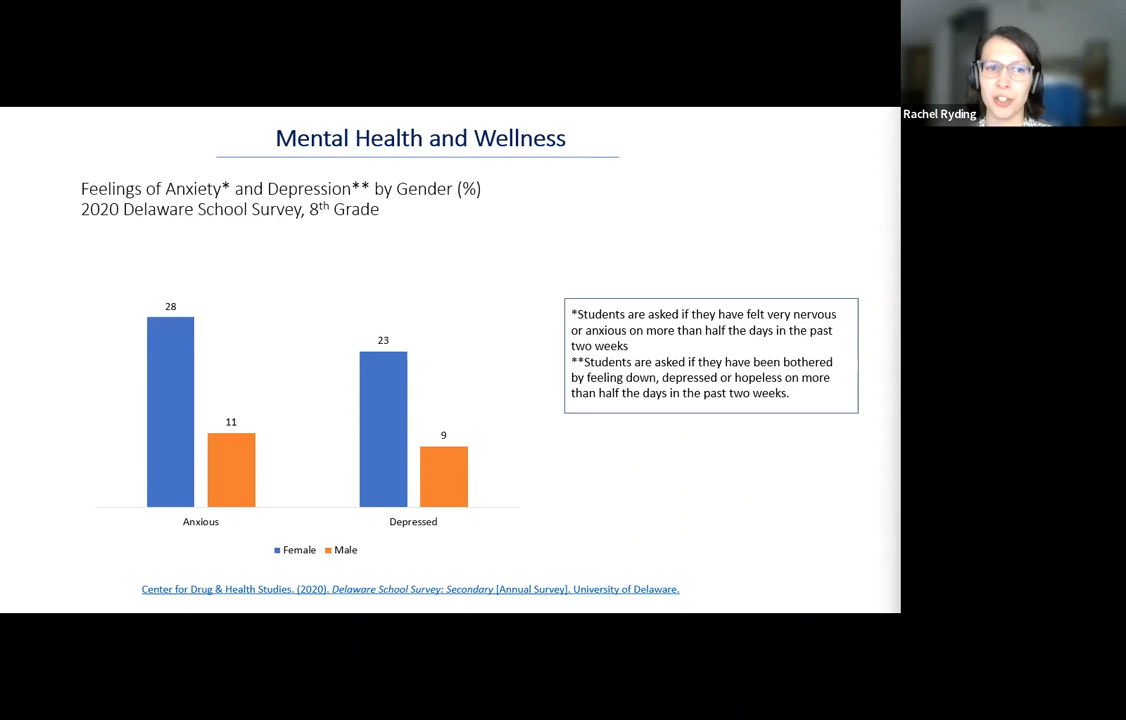 Rachel Ryding
Mental Health and Wellness
Feelings of Anxiety* and Depression** by Gender (%)
2020 Delaware School Survey, 8th Grade
28
11
23
9
Anxious
Depressed
Female
Male
*Students are asked if they have felt very nervous
or anxious on more than half the days in the past
two weeks
**Students are asked if they have been bothered
by feeling down, depressed or hopeless on more
than half the days in the past two weeks.
Center for Drug & Health Studies. (2020). Delaware School Survey: Secondary [Annual Survey]. University of Delaware.